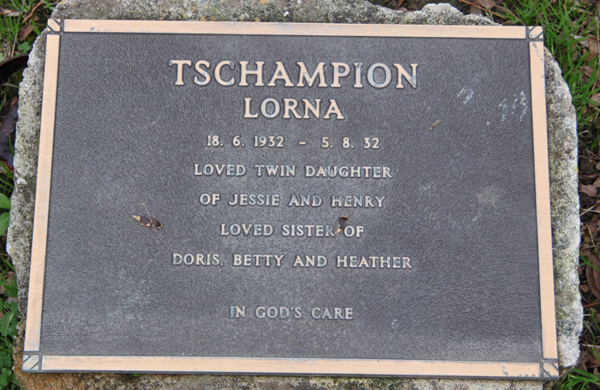 TSCHAMPION
LORNA
18. 6. 1932 - 5. 8. 32
LOVED TWIN DAUGHTER
OF JESSIE AND HENRY
LOVED SISTER OF
DORIS, BETTY AND HEATHER
IN GOD'S CARE